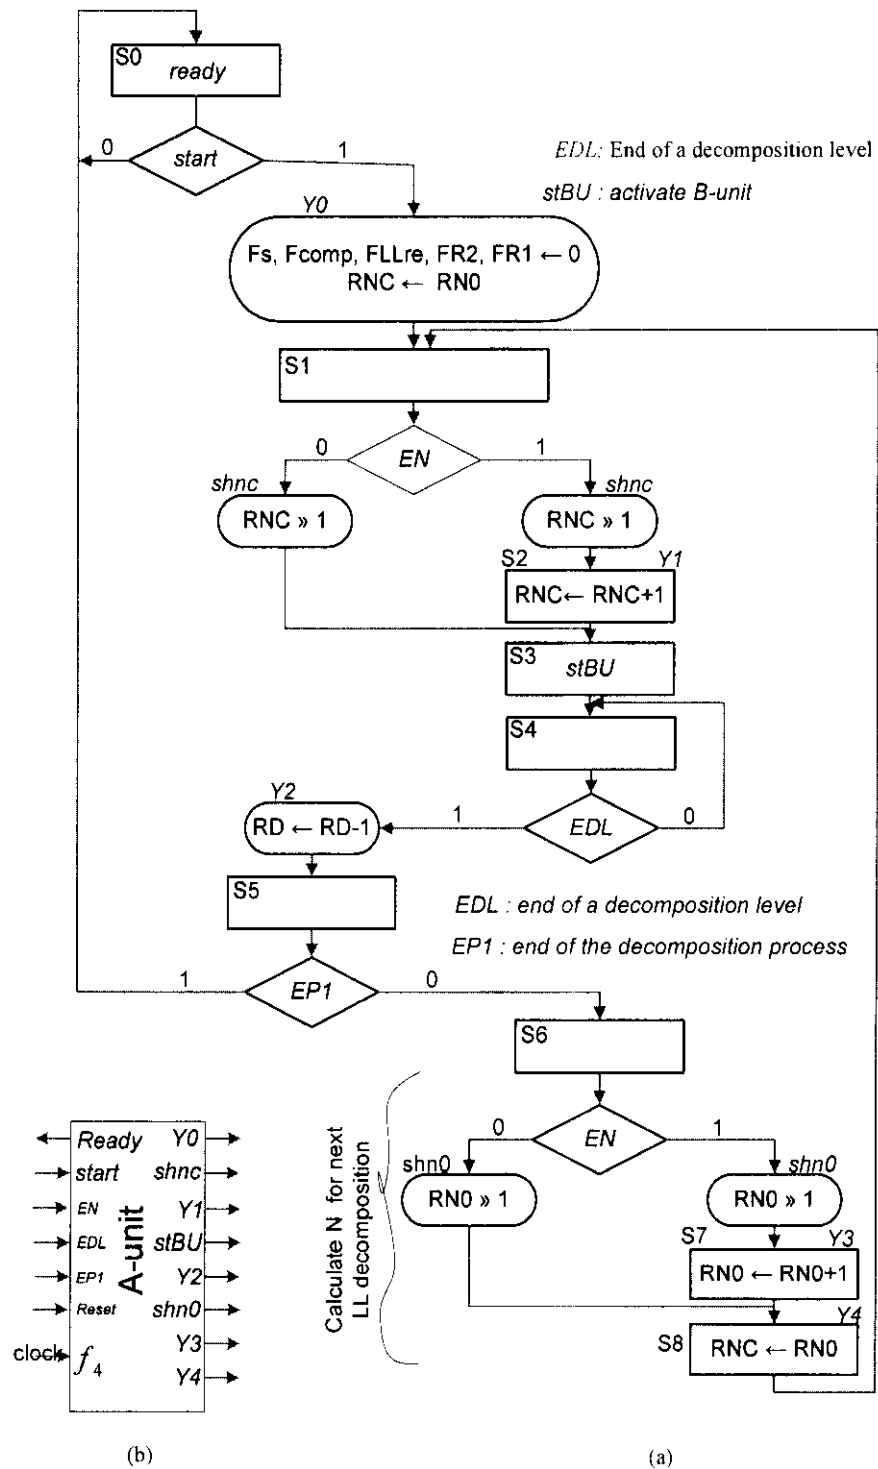 S0
ready
0
start
1
EDL: End of a decomposition level
stBU : activate B-unit
Y0
Fs, Fcomp, FLLre, FR2, FR1 ← 0
RNC ← RN0
S1
0
EN
1
shnc
RNC » 1
shnc
RNC » 1
S2
Y1
RNC← RNC+1
S3
stBU
S4
Y2
RD ← RD-1
1
EDL
0
S5
EDL : end of a decomposition level
EP1 : end of the decomposition process
1
EP1
0
S6
0
EN
1
shn0
RN0 » 1
shn0
RN0 » 1
S7
Y3
RN0 ← RN0+1
Y4
S8
RNC ← RN0
Calculate N for next
LL decomposition
Ready Y0
start shnc
EN Y1
EDL stBU
EP1 Y2
Reset shn0
Y3
clock f4
Y4
A-unit
(b)
(a)